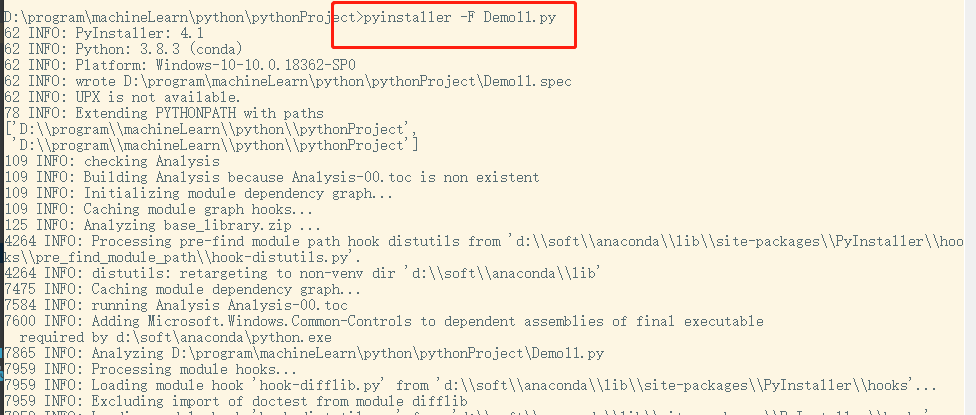 D:\program\machineLearn\python\pythonProject>pyinstaller -F Demo11.py
62 INFO: PyInstaller: 4.1
62 INFO: Python: 3.8.3 (conda)
62 INFO: Platform: Windows-10-10.0.18362-SP0
62 INFO: wrote D:\program\machineLearn\python\pythonProject\Demo11.spec
62 INFO: UPX is not available.
78 INFO: Extending PYTHONPATH with paths
['D:\\program\\machineLearn\\python\\pythonProject',
 'D:\\program\\machineLearn\\python\\pythonProject']
109 INFO: checking Analysis
109 INFO: Building Analysis because Analysis-00.toc is non existent
109 INFO: Initializing module dependency graph...
109 INFO: Caching module graph hooks...
125 INFO: Analyzing base_library.zip ...
4264 INFO: Processing pre-find module path hook distutils from 'd:\\soft\\anaconda\\lib\\site-packages\\PyInstaller\\hoo
ks\\pre_find_module_path\\hook-distutils.py'.
4264 INFO: distutils: retargeting to non-venv dir 'd:\\soft\\anaconda\\lib'
7475 INFO: Caching module dependency graph...
7584 INFO: running Analysis Analysis-00.toc
7600 INFO: Adding Microsoft.Windows.Common-Controls to dependent assemblies of final executable
  required by d:\soft\anaconda\python.exe
7865 INFO: Analyzing D:\program\machineLearn\python\pythonProject\Demo11.py
7959 INFO: Processing module hooks...
7959 INFO: Loading module hook 'hook-difflib.py' from 'd:\\soft\\anaconda\\lib\\site-packages\\PyInstaller\\hooks'...
7959 INFO: Excluding import of doctest from module difflib